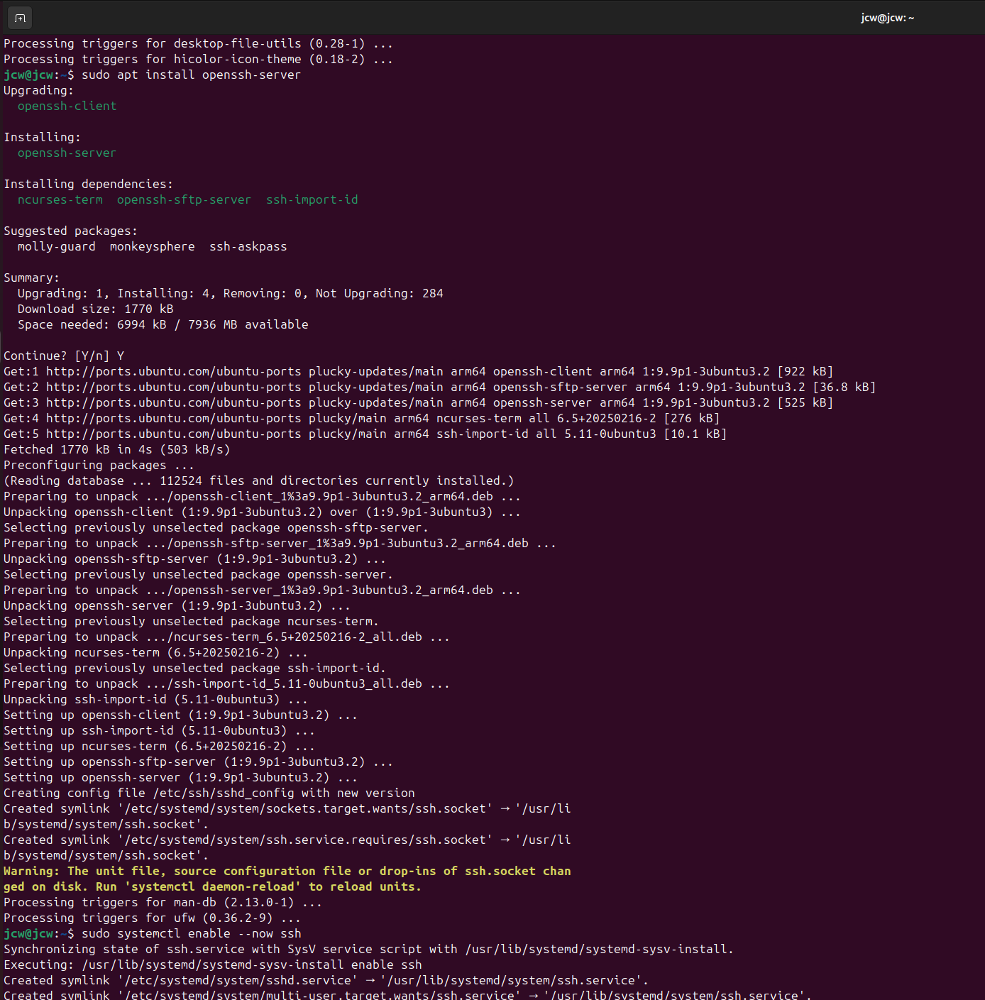 jcw@jcw: ~
Processing triggers for desktop-file-utils (0.28-1) ...
Processing triggers for hicolor-icon-theme (0.18-2) ...
jcw@jcw:~$ sudo apt install openssh-server
Upgrading:
  openssh-client

Installing:
  openssh-server

Installing dependencies:
  ncurses-term  openssh-sftp-server  ssh-import-id

Suggested packages:
  molly-guard  monkeysphere  ssh-askpass

Summary:
  Upgrading: 1, Installing: 4, Removing: 0, Not Upgrading: 284
  Download size: 1770 kB
  Space needed: 6994 kB / 7936 MB available

Continue? [Y/n] Y
Get:1 http://ports.ubuntu.com/ubuntu-ports plucky-updates/main arm64 openssh-client arm64 1:9.9p1-3ubuntu3.2 [922 kB]
Get:2 http://ports.ubuntu.com/ubuntu-ports plucky-updates/main arm64 openssh-sftp-server arm64 1:9.9p1-3ubuntu3.2 [36.8 kB]
Get:3 http://ports.ubuntu.com/ubuntu-ports plucky-updates/main arm64 openssh-server arm64 1:9.9p1-3ubuntu3.2 [525 kB]
Get:4 http://ports.ubuntu.com/ubuntu-ports plucky/main arm64 ncurses-term all 6.5+20250216-2 [276 kB]
Get:5 http://ports.ubuntu.com/ubuntu-ports plucky/main arm64 ssh-import-id all 5.11-0ubuntu3 [10.1 kB]
Fetched 1770 kB in 4s (503 kB/s)
Preconfiguring packages ...
(Reading database ... 112524 files and directories currently installed.)
Preparing to unpack .../openssh-client_1%3a9.9p1-3ubuntu3.2_arm64.deb ...
Unpacking openssh-client (1:9.9p1-3ubuntu3.2) over (1:9.9p1-3ubuntu3) ...
Selecting previously unselected package openssh-sftp-server.
Preparing to unpack .../openssh-sftp-server_1%3a9.9p1-3ubuntu3.2_arm64.deb ...
Unpacking openssh-sftp-server (1:9.9p1-3ubuntu3.2) ...
Selecting previously unselected package openssh-server.
Preparing to unpack .../openssh-server_1%3a9.9p1-3ubuntu3.2_arm64.deb ...
Unpacking openssh-server (1:9.9p1-3ubuntu3.2) ...
Selecting previously unselected package ncurses-term.
Preparing to unpack .../ncurses-term_6.5+20250216-2_all.deb ...
Unpacking ncurses-term (6.5+20250216-2) ...
Selecting previously unselected package ssh-import-id.
Preparing to unpack .../ssh-import-id_5.11-0ubuntu3_all.deb ...
Unpacking ssh-import-id (5.11-0ubuntu3) ...
Setting up openssh-client (1:9.9p1-3ubuntu3.2) ...
Setting up ssh-import-id (5.11-0ubuntu3) ...
Setting up ncurses-term (6.5+20250216-2) ...
Setting up openssh-sftp-server (1:9.9p1-3ubuntu3.2) ...
Setting up openssh-server (1:9.9p1-3ubuntu3.2) ...
Creating config file /etc/ssh/sshd_config with new version
Created symlink '/etc/systemd/system/sockets.target.wants/ssh.socket' → '/usr/li
b/systemd/system/ssh.socket'.
Created symlink '/etc/systemd/system/ssh.service.requires/ssh.socket' → '/usr/li
b/systemd/system/ssh.socket'.
Warning: The unit file, source configuration file or drop-ins of ssh.socket chan
ged on disk. Run 'systemctl daemon-reload' to reload units.
Processing triggers for man-db (2.13.0-1) ...
Processing triggers for ufw (0.36.2-9) ...
jcw@jcw:~$ sudo systemctl enable --now ssh
Synchronizing state of ssh.service with SysV service script with /usr/lib/systemd/systemd-sysv-install.
Executing: /usr/lib/systemd/systemd-sysv-install enable ssh
Created symlink '/etc/systemd/system/sshd.service' → '/usr/lib/systemd/system/ssh.service'.
Created symlink '/etc/systemd/system/multi-user.target.wants/ssh.service' → '/usr/lib/systemd/system/ssh.service'.